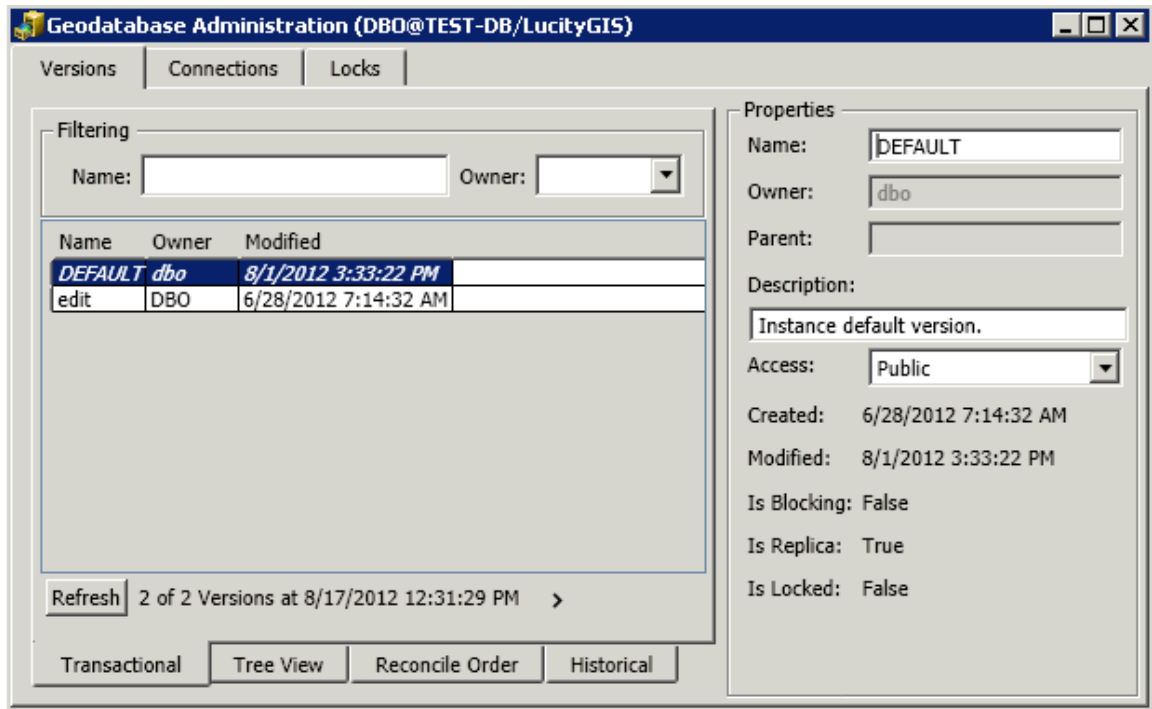 Geodatabase Administration (DBO@TEST-DB/LucityGIS)
Versions Connections Locks
Filtering
Name: Owner:
Name Owner Modified
DEFAULT dbo 8/1/2012 3:33:22 PM
edit DBO 6/28/2012 7:14:32 AM
Refresh 2 of 2 Versions at 8/17/2012 12:31:29 PM >
Transactional Tree View Reconcile Order Historical
Properties
Name: DEFAULT
Owner: dbo
Parent:
Description:
Instance default version.
Access: Public
Created: 6/28/2012 7:14:32 AM
Modified: 8/1/2012 3:33:22 PM
Is Blocking: False
Is Replica: True
Is Locked: False